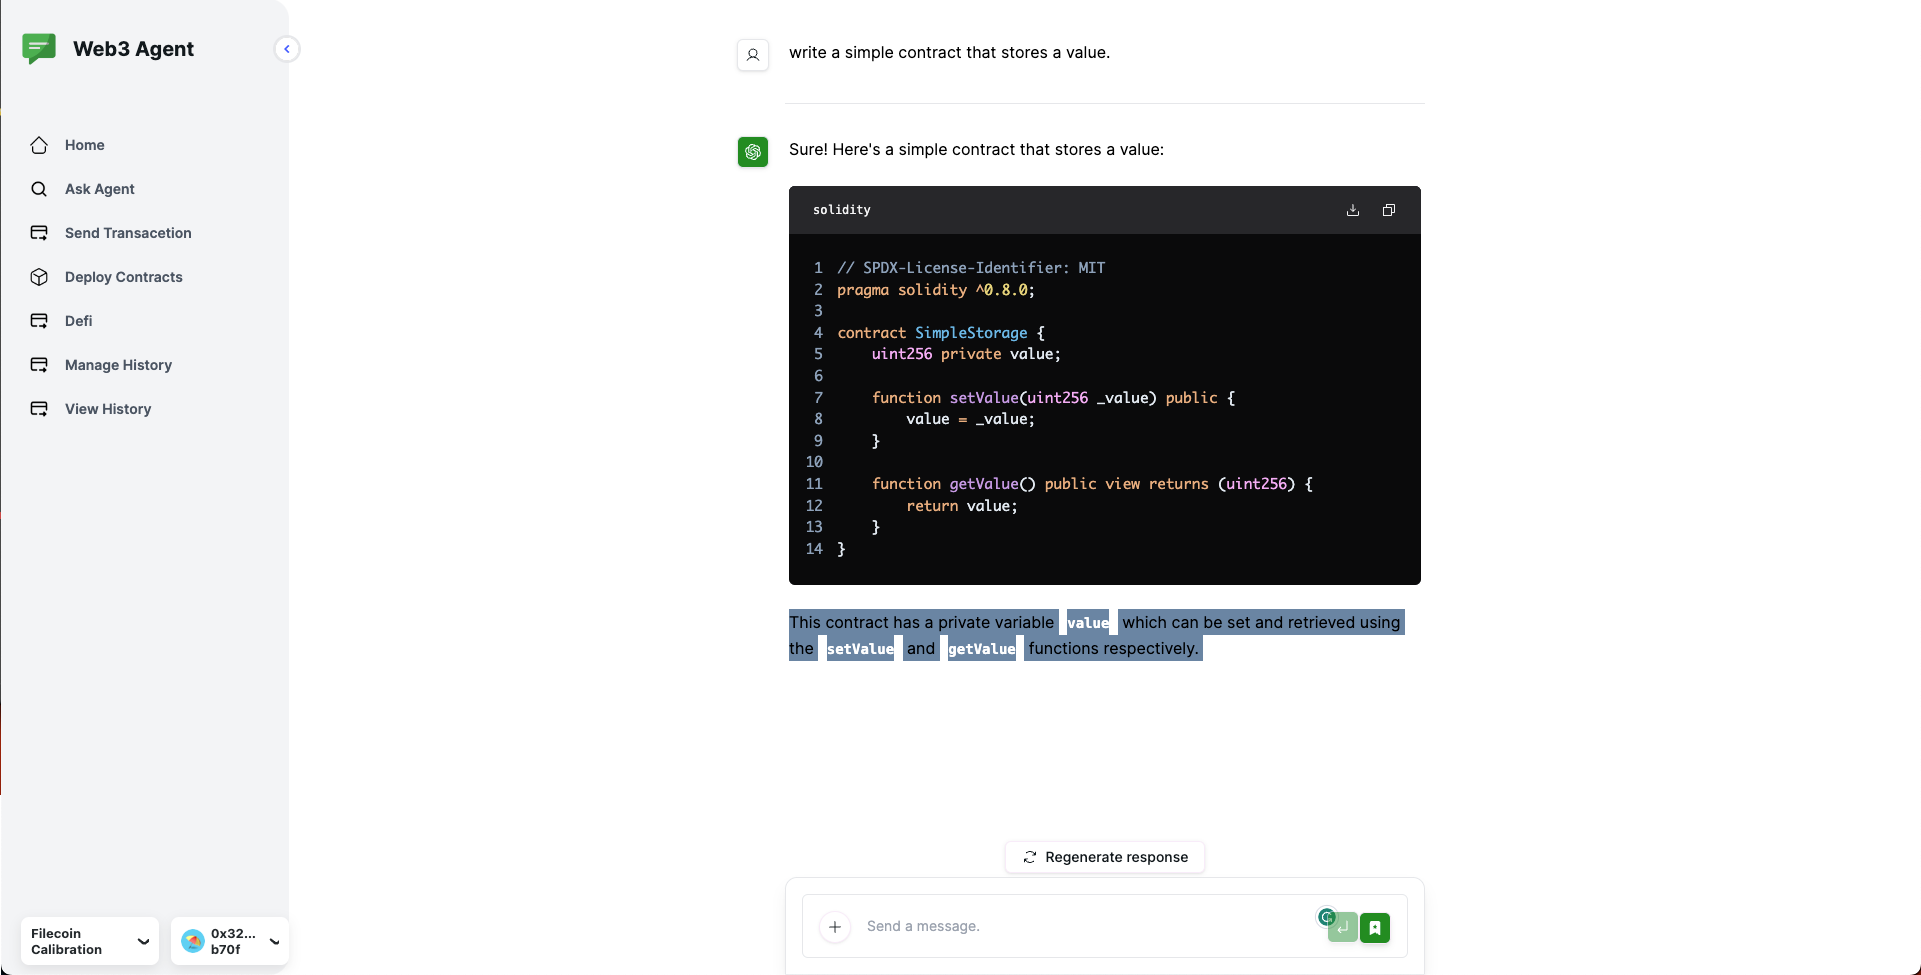 Web3 Agent
Home
Ask Agent
Send Transacetion
Deploy Contracts
Defi
Manage History
View History
Filecoin
Calibration
0x32...
b70f
write a simple contract that stores a value.
Sure! Here's a simple contract that stores a value:
solidity
1 // SPDX-License-Identifier: MIT
2 pragma solidity ^0.8.0;
3
4 contract SimpleStorage {
5     uint256 private value;
6
7     function setValue(uint256 _value) public {
8         value = _value;
9     }
10
11     function getValue() public view returns (uint256) {
12         return value;
13     }
14 }
This contract has a private variable value which can be set and retrieved using
the setValue and getValue functions respectively.
Regenerate response
Send a message.